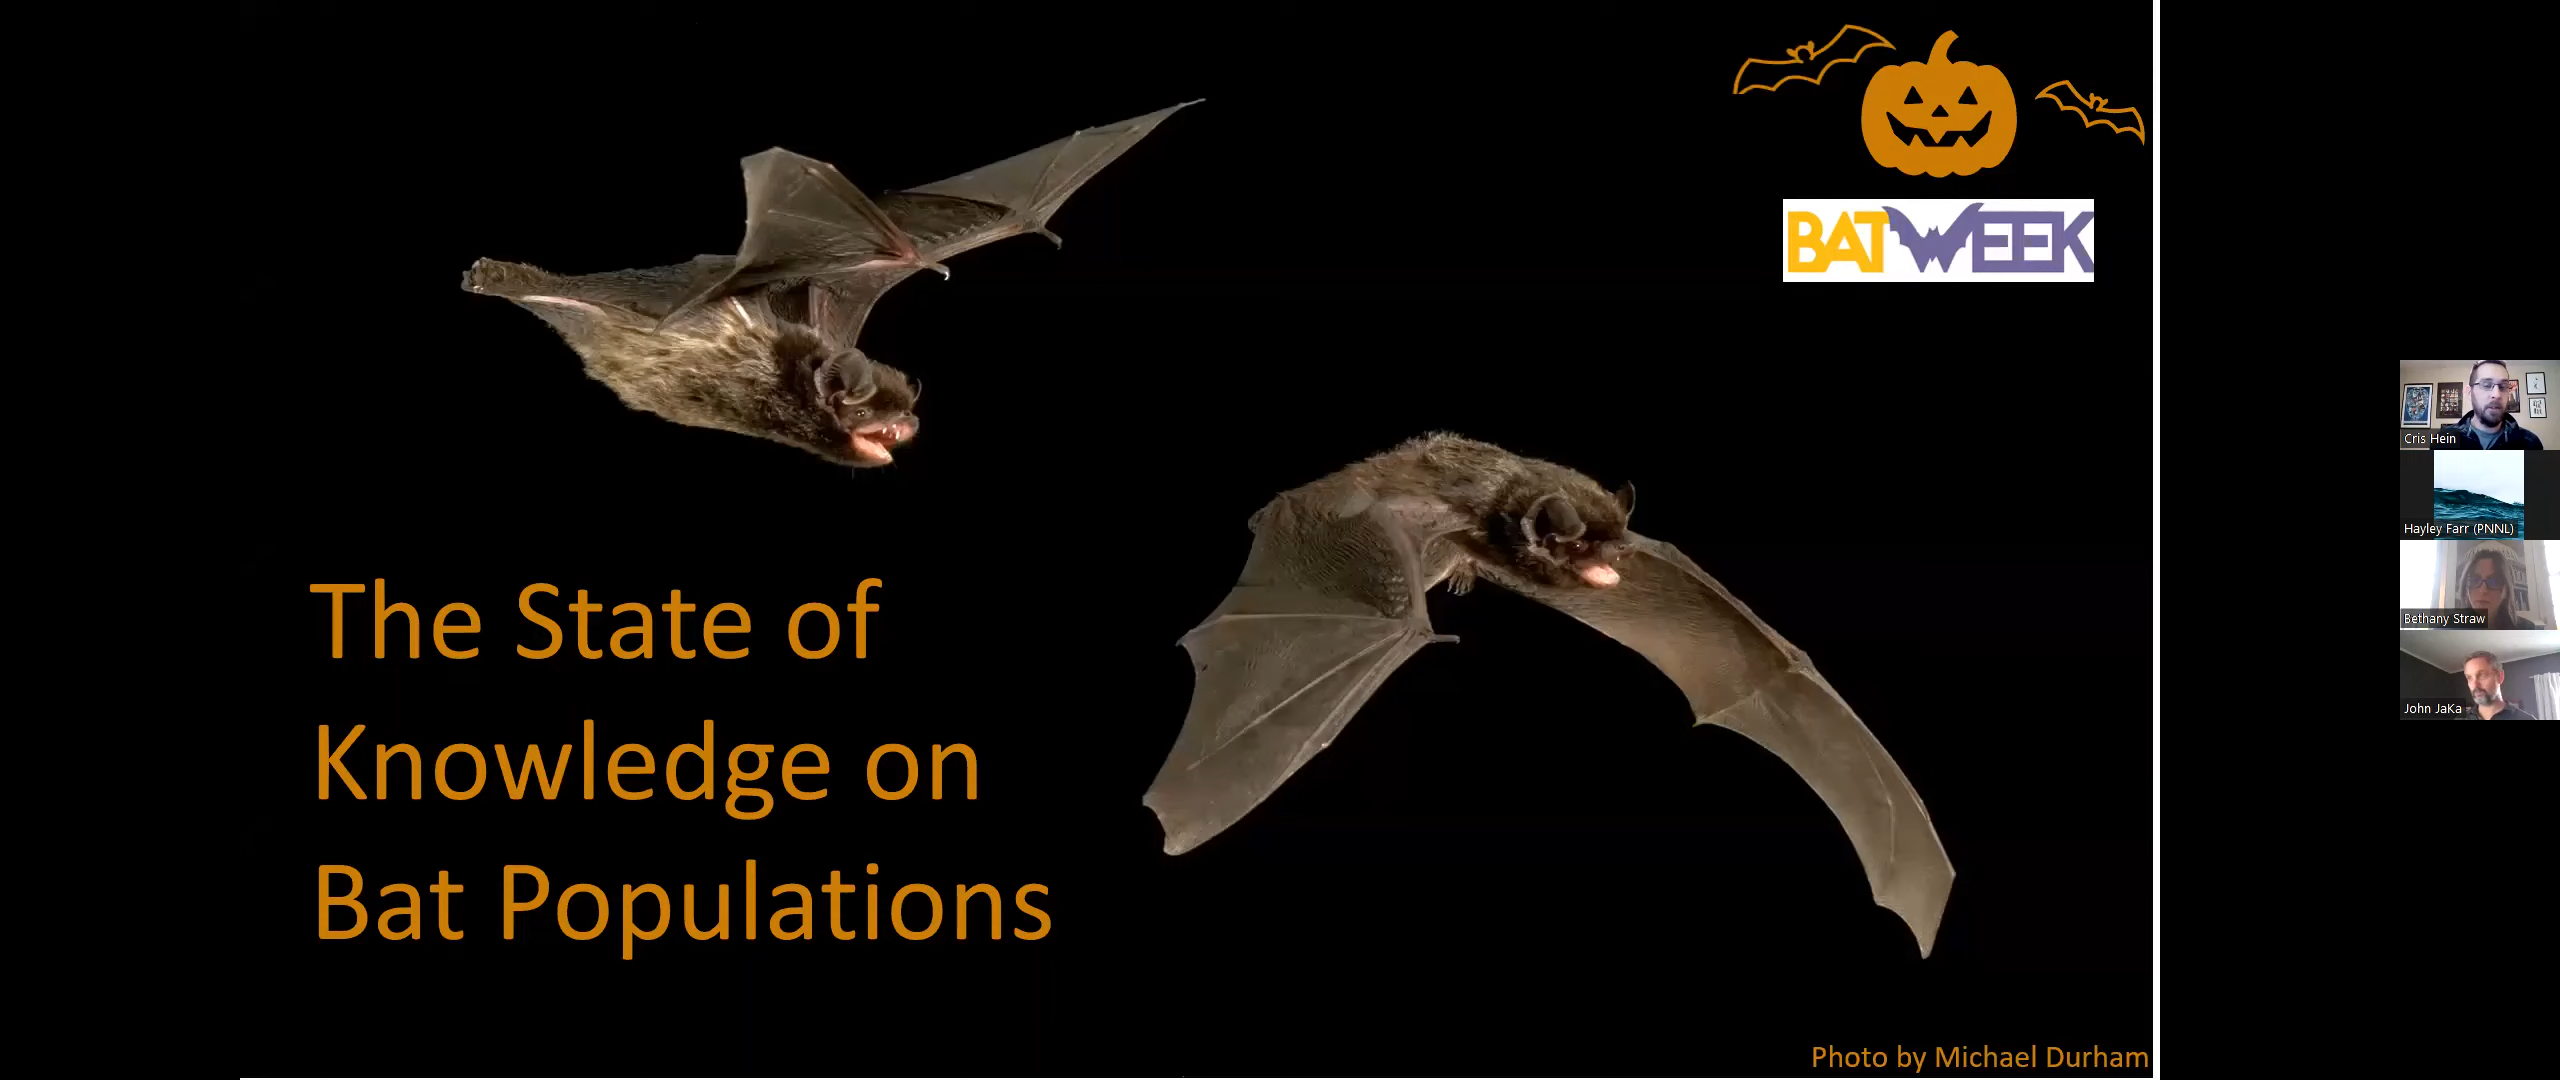 BATWEEK
The State of
Knowledge on
Bat Populations
Photo by Michael Durham
Cris Hein
Hayley Farr (PNNL)
Bethany Straw
John JaKa